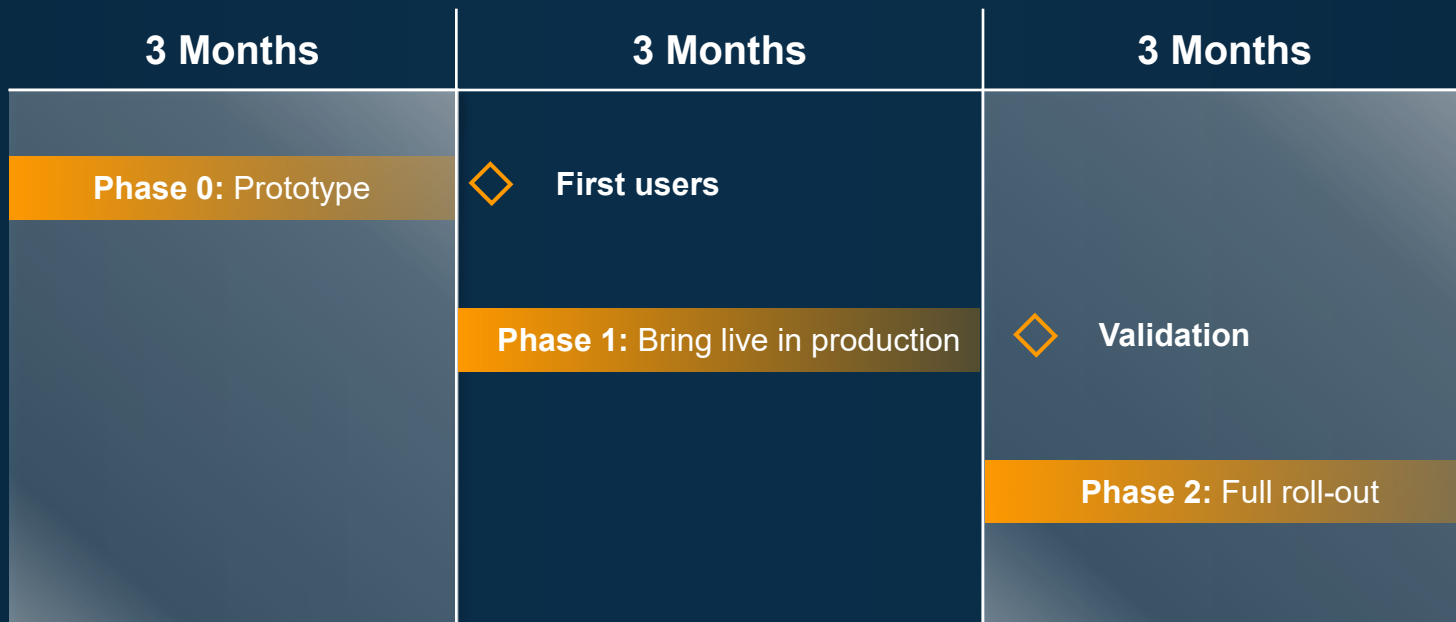 3 Months
3 Months
3 Months
Phase 0: Prototype
First users
Phase 1: Bring live in production
Validation
Phase 2: Full roll-out